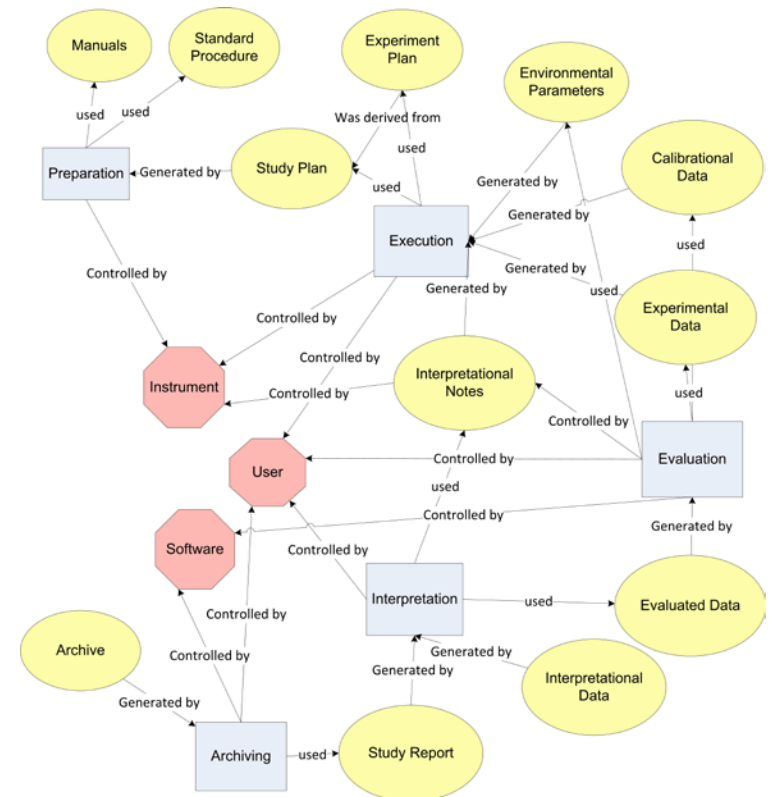 Manuals
Standard
Procedure
Experiment
Plan
Environmental
Parameters
used
used
Was derived from
used
Calibrational
Data
Preparation
Generated by
Study Plan
used
Generated by
Generated by
Execution
used
Controlled by
Generated by
used
Generated by
Experimental
Data
Controlled by
Controlled by
Instrument
Controlled by
Interpretational
Notes
used
Controlled by
User
Controlled by
Evaluation
used
Controlled by
Generated by
Software
Controlled by
Interpretation
used
Evaluated Data
Controlled by
Archive
Controlled by
Generated by
Generated by
Interpretational
Data
Generated by
Archiving
used
Study Report